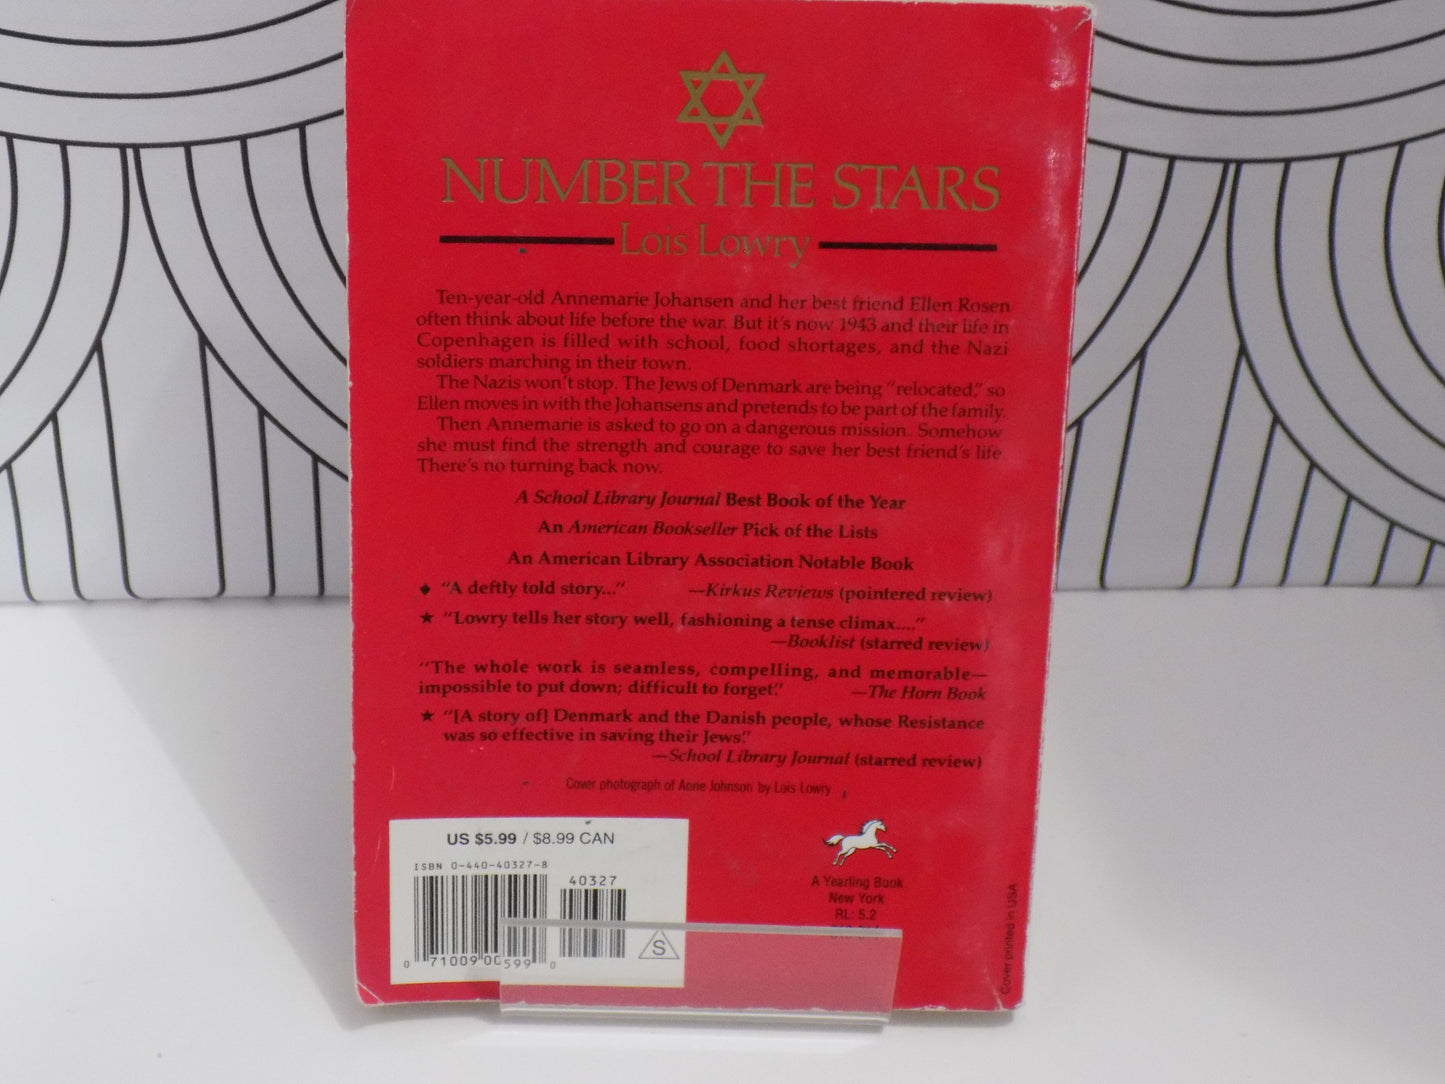 NUMBER THE STARS
Lois Lowry
Ten-year-old Annemarie Johansen and her best friend Ellen Rosen
often think about life before the war. But it's now 1943 and their life in
Copenhagen is filled with school, food shortages, and the Nazi
soldiers marching in their town.
The Nazis won't stop. The Jews of Denmark are being "relocated," so
Ellen moves in with the Johansens and pretends to be part of the family.
Then Annemarie is asked to go on a dangerous mission. Somehow
she must find the strength and courage to save her best friend's life.
There's no turning back now.
A School Library Journal Best Book of the Year
An American Bookseller Pick of the Lists
An American Library Association Notable Book
♦ "A deftly told story..." —Kirkus Reviews (pointered review)
★ "Lowry tells her story well, fashioning a tense climax...."
—Booklist (starred review)
"The whole work is seamless, compelling, and memorable—
impossible to put down; difficult to forget." —The Horn Book
★ "[A story of] Denmark and the Danish people, whose Resistance
was so effective in saving their Jews."
—School Library Journal (starred review)
Cover photograph of Anne Johnson by Lois Lowry
US $5.99 / $8.99 CAN
ISBN 0-440-40327-8
40327
0 71009 00599 0
S
A Yearling Book
New York
RL: 5.2
Cover printed in USA